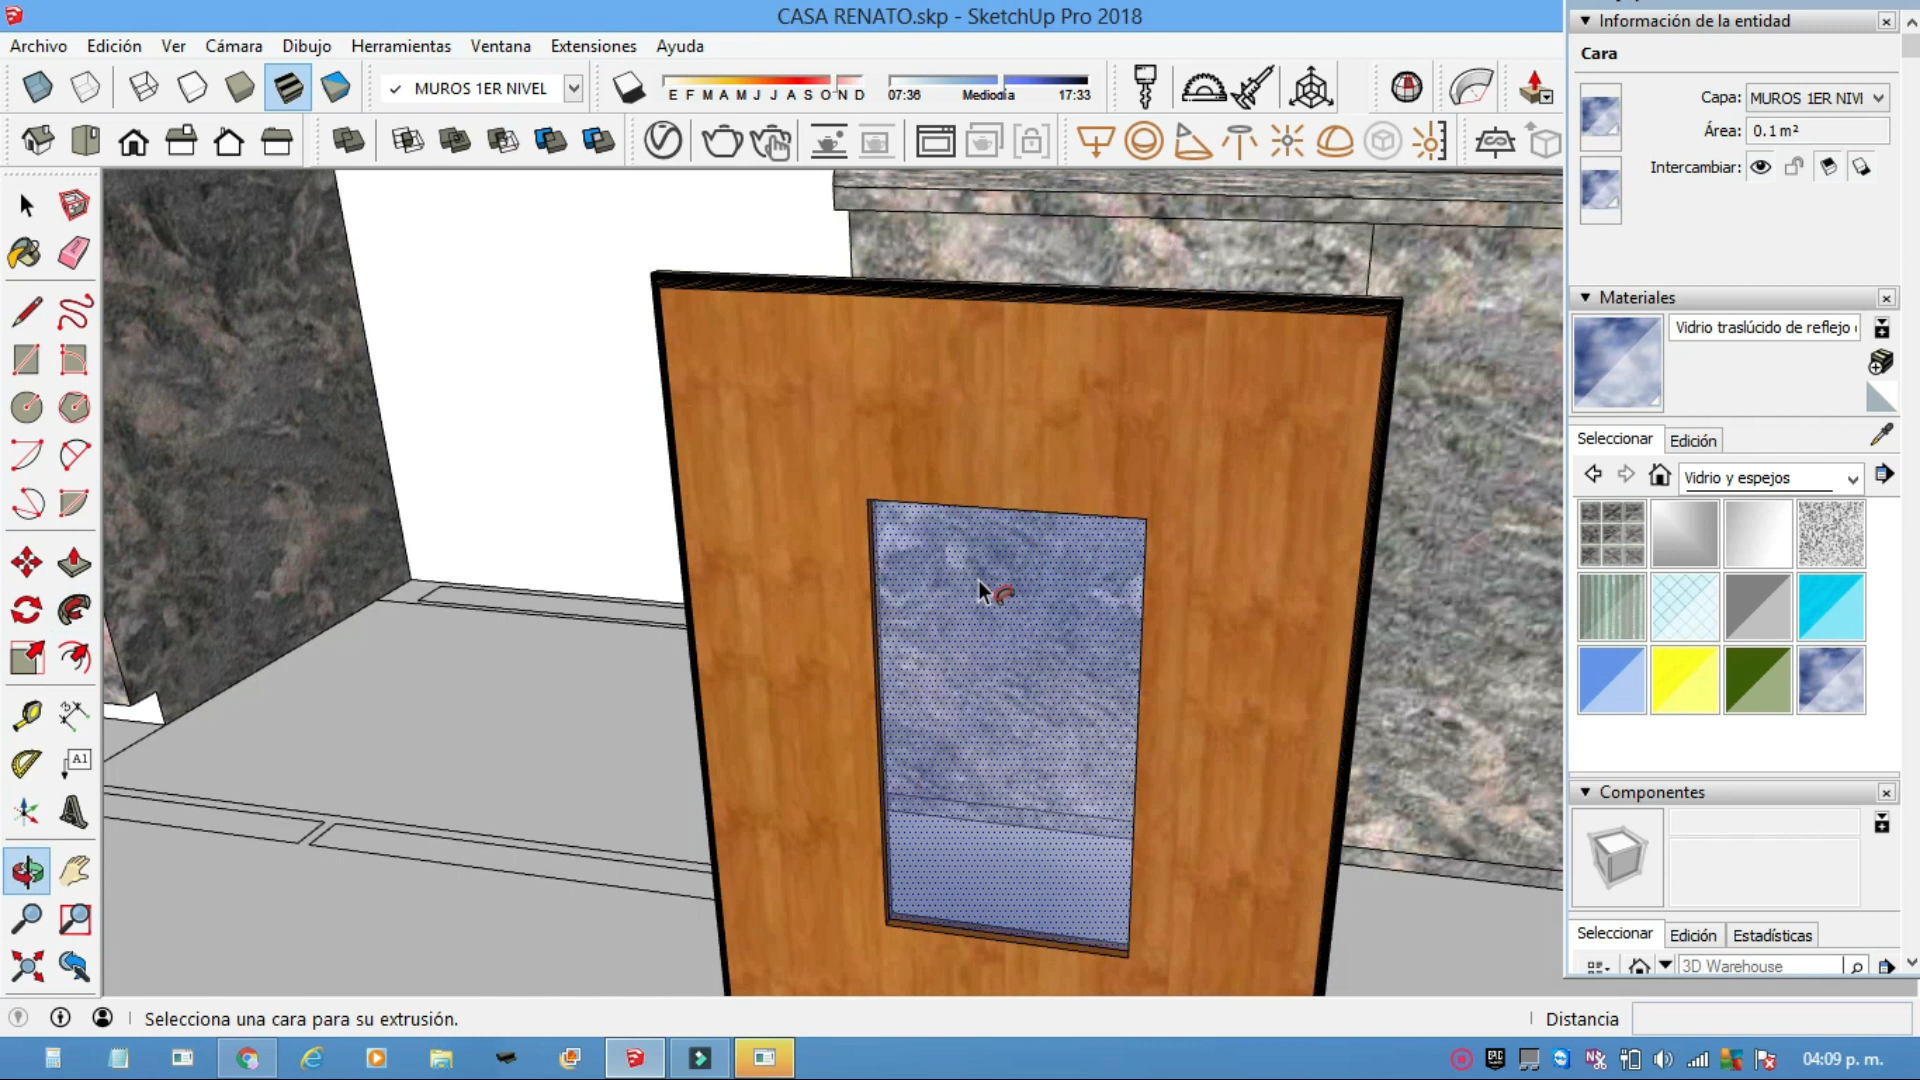 CASA RENATO.skp - SketchUp Pro 2018
Archivo Edición Ver Cámara Dibujo Herramientas Ventana Extensiones Ayuda
MUROS 1ER NIVEL
E F M A M J J A S O N D
07:36 Mediodía 17:33
Información de la entidad
Cara
Capa: MUROS 1ER NIVI
Área: 0.1 m²
Intercambiar:
Materiales
Vidrio traslúcido de reflejo
Seleccionar Edición
Vidrio y espejos
Componentes
Seleccionar Edición Estadísticas
3D Warehouse
A1
Selecciona una cara para su extrusión.
Distancia
04:09 p. m.